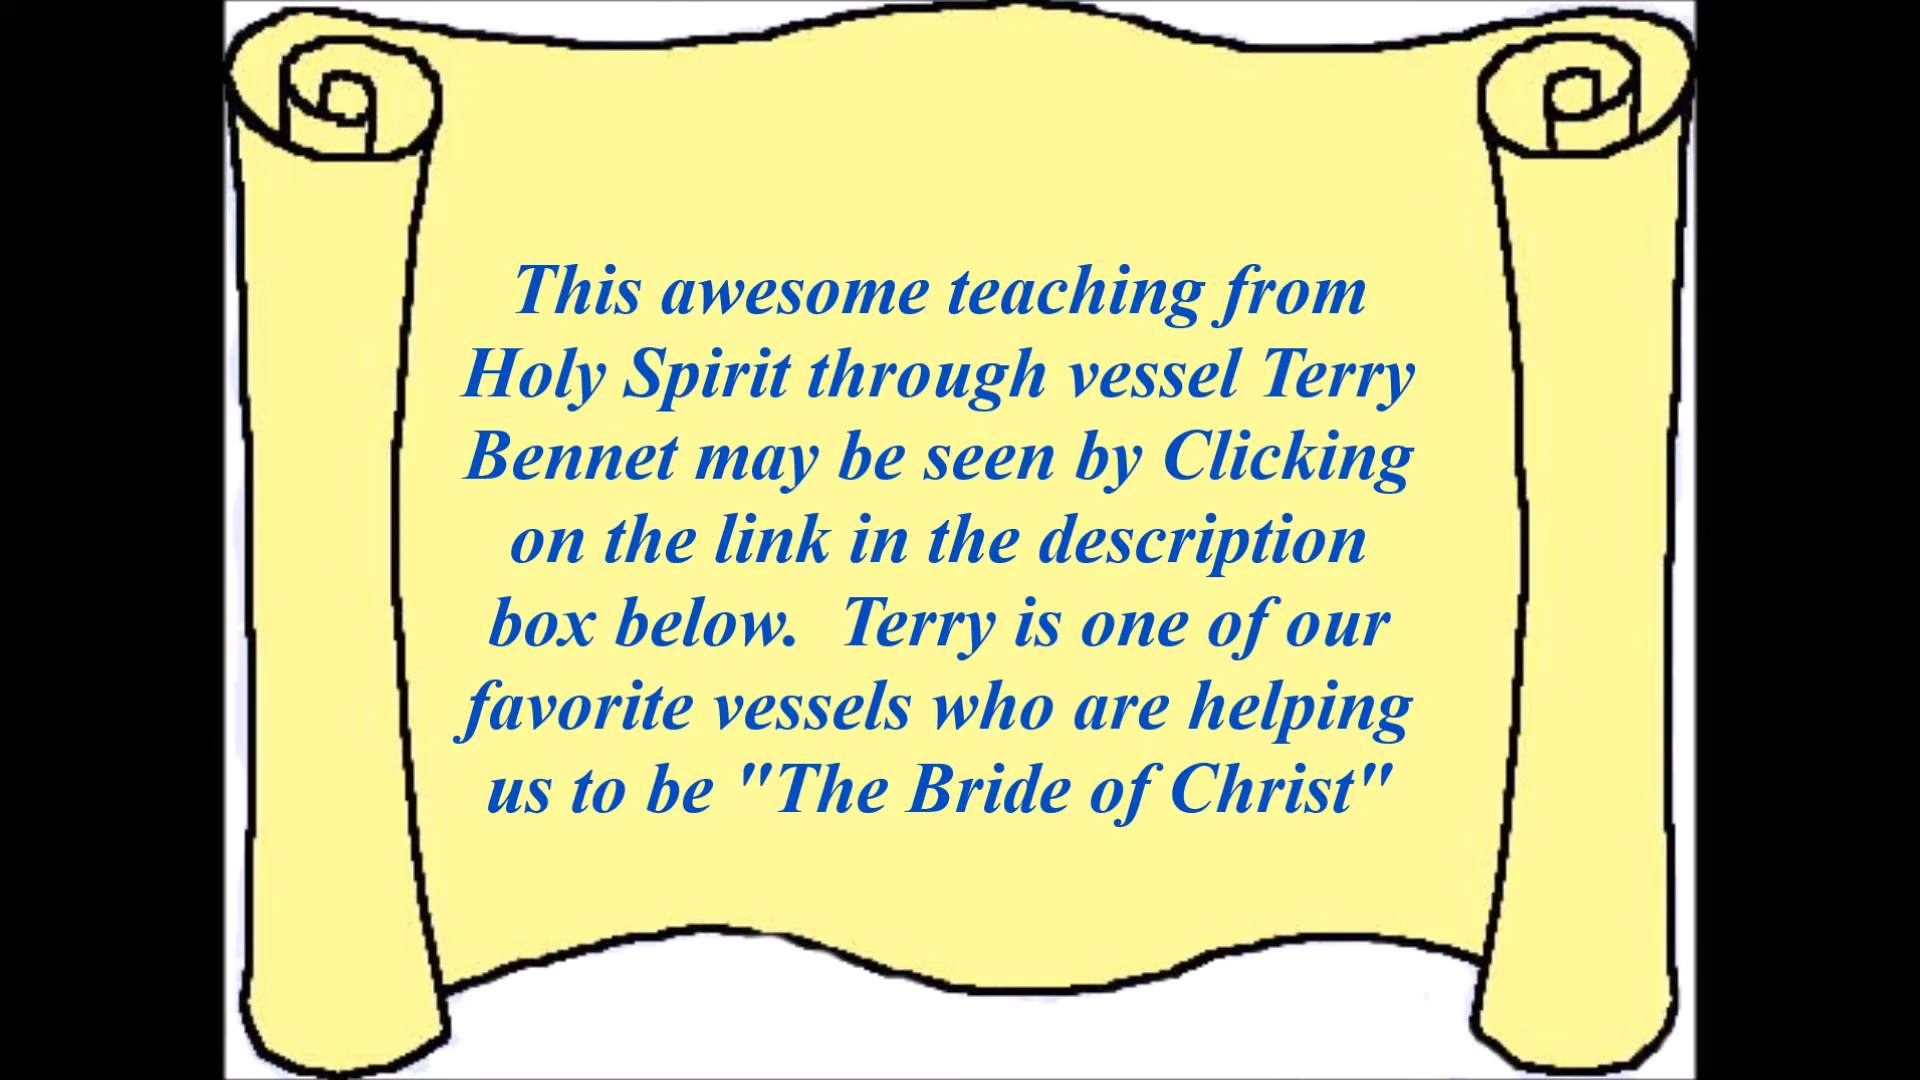 This awesome teaching from
Holy Spirit through vessel Terry
Bennet may be seen by Clicking
on the link in the description
box below.  Terry is one of our
favorite vessels who are helping
us to be "The Bride of Christ"